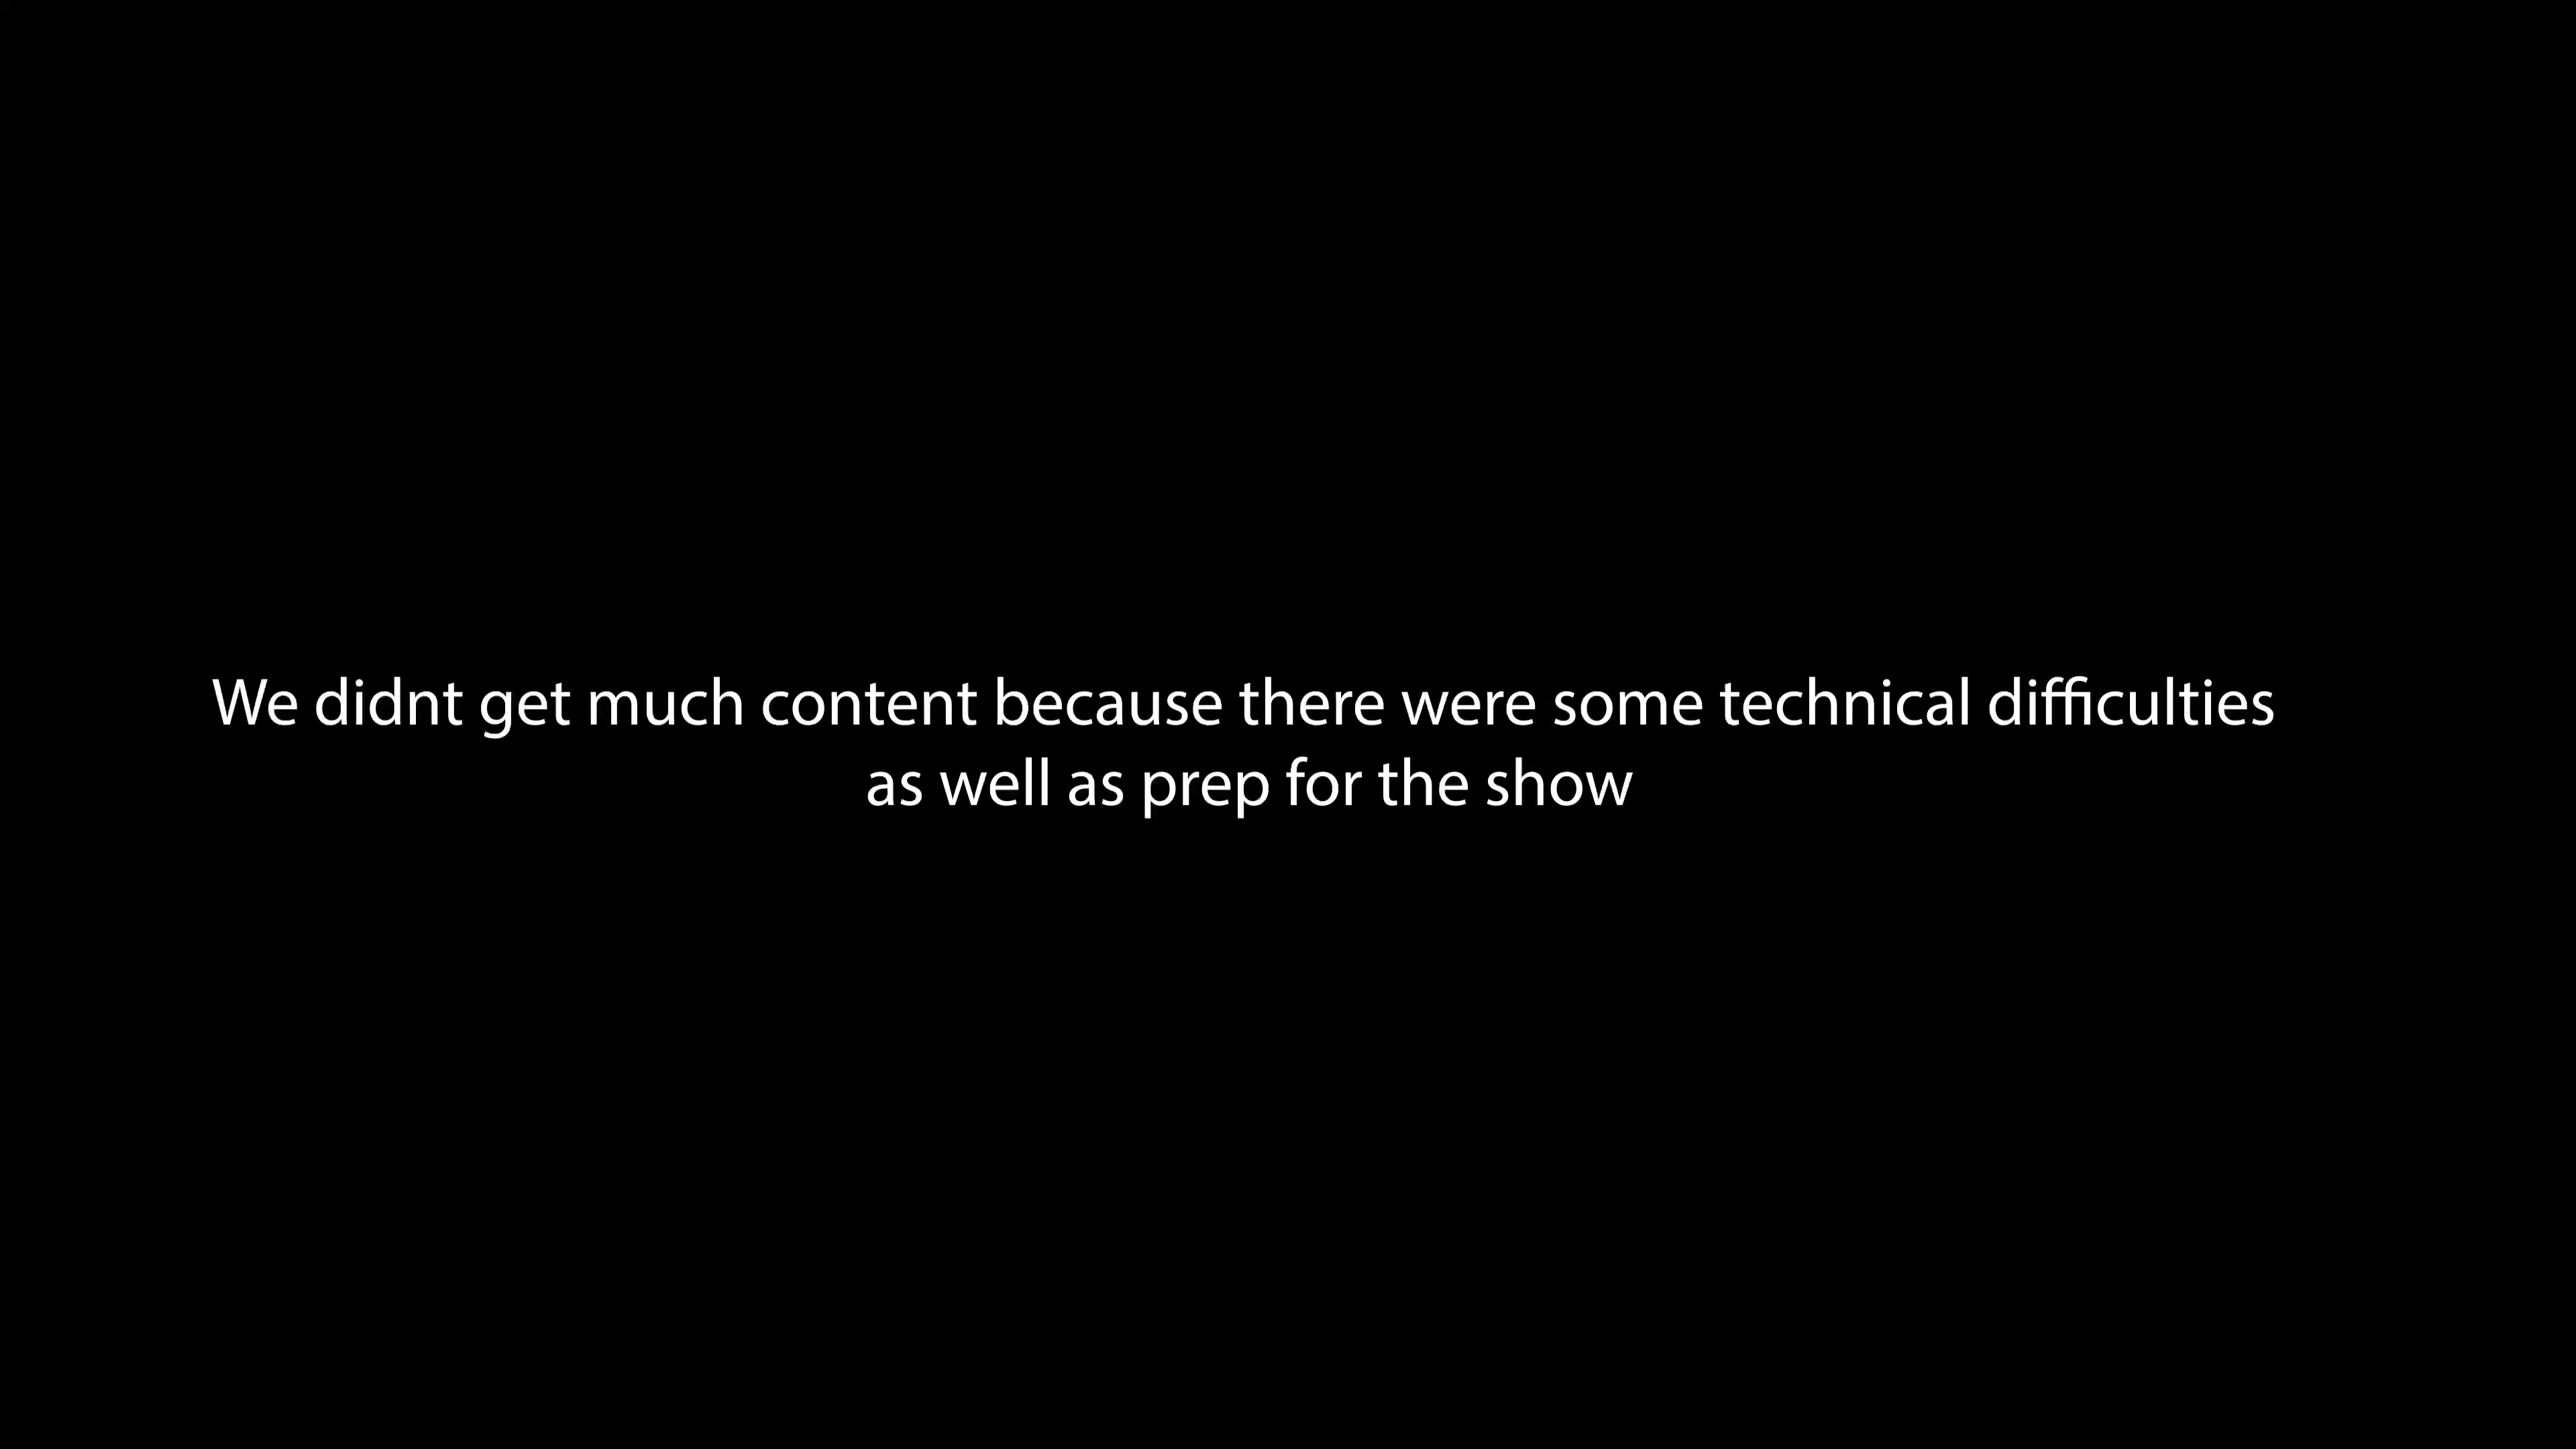 We didnt get much content because there were some technical difficulties
as well as prep for the show